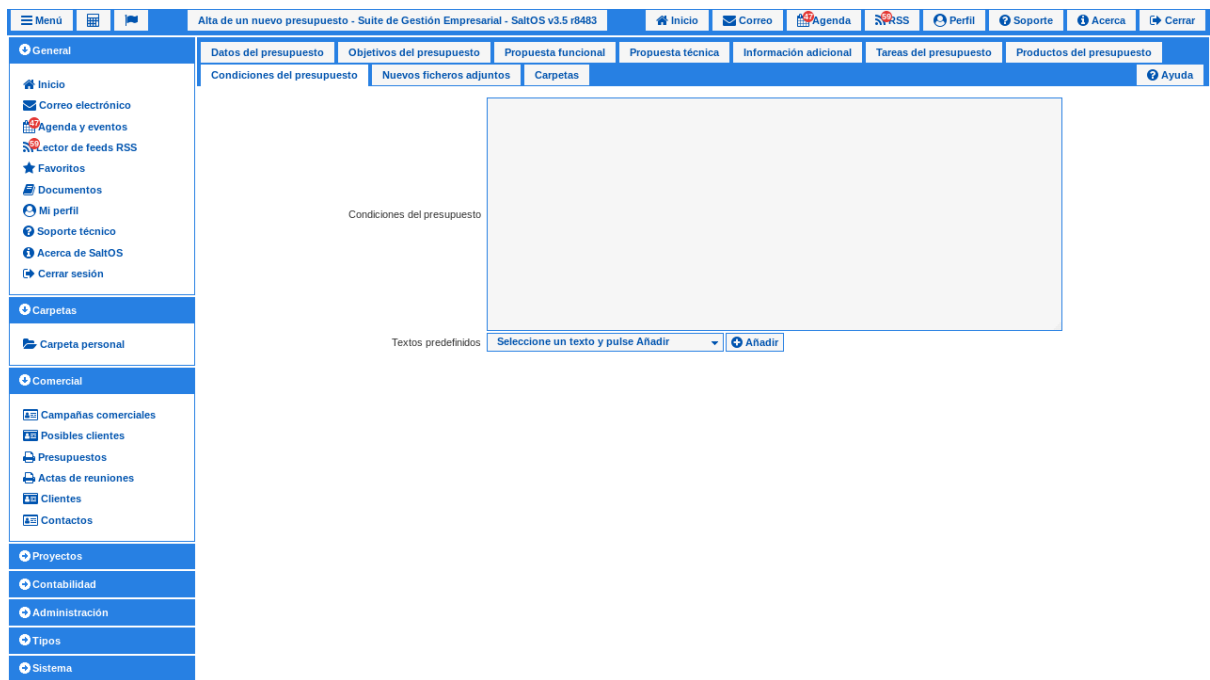 Menú
Alta de un nuevo presupuesto - Suite de Gestión Empresarial - SaltOS v3.5 r8483
Inicio
Correo
47
Agenda
59
RSS
Perfil
Soporte
Acerca
Cerrar
General
Inicio
Correo electrónico
47
Agenda y eventos
59
Lector de feeds RSS
Favoritos
Documentos
Mi perfil
Soporte técnico
Acerca de SaltOS
Cerrar sesión
Carpetas
Carpeta personal
Comercial
Campañas comerciales
Posibles clientes
Presupuestos
Actas de reuniones
Clientes
Contactos
Proyectos
Contabilidad
Administración
Tipos
Sistema
Datos del presupuesto
Objetivos del presupuesto
Propuesta funcional
Propuesta técnica
Información adicional
Tareas del presupuesto
Productos del presupuesto
Condiciones del presupuesto
Nuevos ficheros adjuntos
Carpetas
Ayuda
Condiciones del presupuesto
Textos predefinidos
Seleccione un texto y pulse Añadir
Añadir